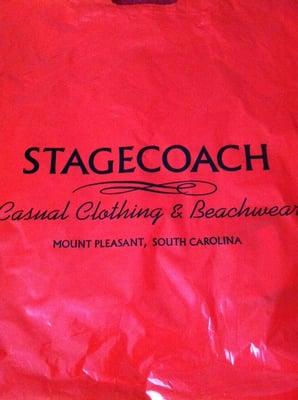 STAGECOACH
Casual Clothing & Beachwear
MOUNT PLEASANT, SOUTH CAROLINA